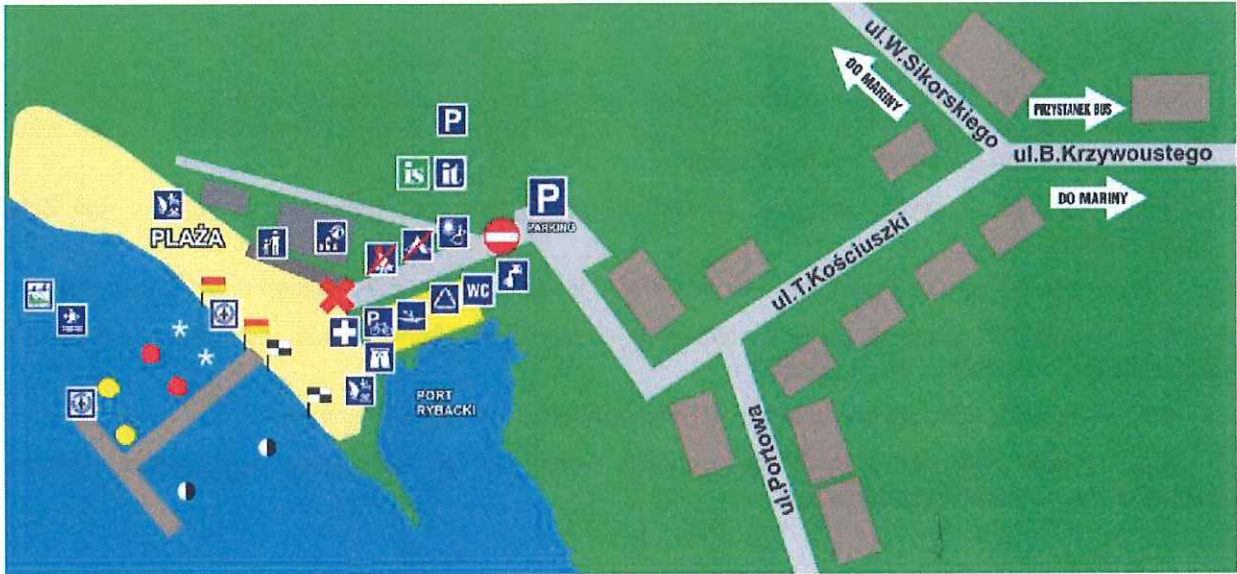 ul.W.Sikorskiego
DO MARINY
PRZYSTANEK BUS
ul.B.Krzywoustego
DO MARINY
P
is it
P
PARKING
PLAŻA
ul.T.Kościuszki
WC
P
PORT
RYBACKI
ul.Portowa